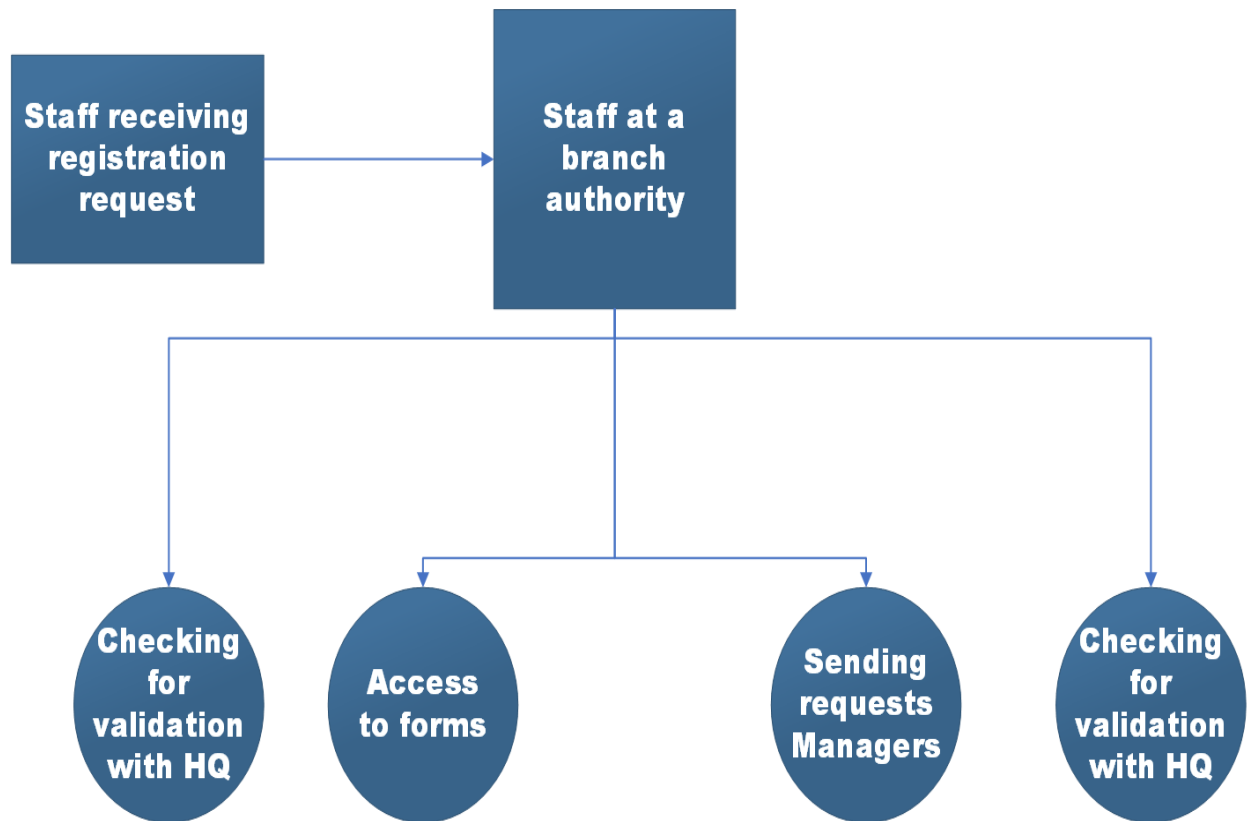 Staff receiving
registration
request
Staff at a
branch
authority
Checking
for
validation
with HQ
Access
to forms
Sending
requests
Managers
Checking
for
validation
with HQ